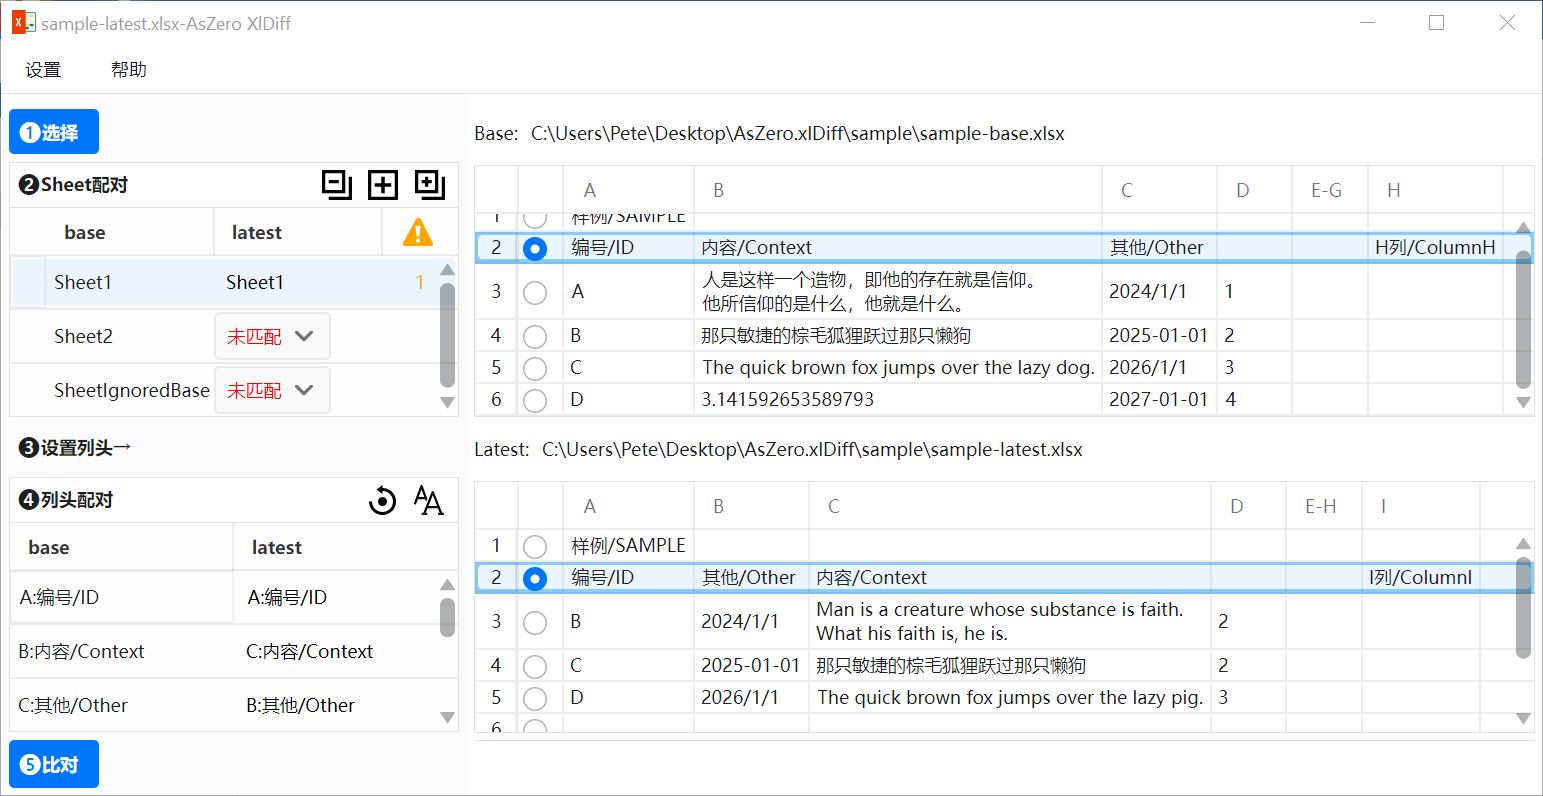 sample-latest.xlsx-AsZero XlDiff
设置 帮助
❶选择
❷Sheet配对
base latest
Sheet1 Sheet1 1
Sheet2 未匹配
SheetIgnoredBase 未匹配
❸设置列头→
❹列头配对
base latest
A:编号/ID A:编号/ID
B:内容/Context C:内容/Context
C:其他/Other B:其他/Other
❺比对
Base: C:\Users\Pete\Desktop\AsZero.xlDiff\sample\sample-base.xlsx
A B C D E-G H
1 样例/SAMPLE
2 编号/ID 内容/Context 其他/Other H列/ColumnH
3 A 人是这样一个造物，即他的存在就是信仰。 2024/1/1 1
他所信仰的是什么，他就是什么。
4 B 那只敏捷的棕毛狐狸跃过那只懒狗 2025-01-01 2
5 C The quick brown fox jumps over the lazy dog. 2026/1/1 3
6 D 3.141592653589793 2027-01-01 4
Latest: C:\Users\Pete\Desktop\AsZero.xlDiff\sample\sample-latest.xlsx
A B C D E-H I
1 样例/SAMPLE
2 编号/ID 其他/Other 内容/Context I列/ColumnI
3 B 2024/1/1 Man is a creature whose substance is faith. 2
What his faith is, he is.
4 C 2025-01-01 那只敏捷的棕毛狐狸跃过那只懒狗 2
5 D 2026/1/1 The quick brown fox jumps over the lazy pig. 3
6